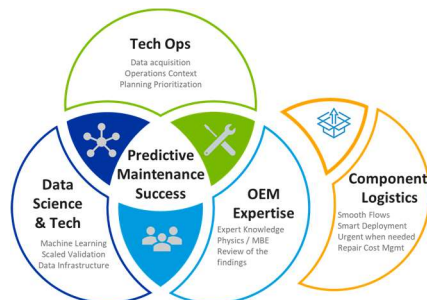 Tech Ops
Data acquisition
Operations Context
Planning Prioritization
Predictive
Maintenance
Success
Data
Science
& Tech
Machine Learning
Scaled Validation
Data Infrastructure
OEM
Expertise
Expert Knowledge
Physics / MBE
Review of the
findings
Component
Logistics
Smooth Flows
Smart Deployment
Urgent when needed
Repair Cost Mgmt